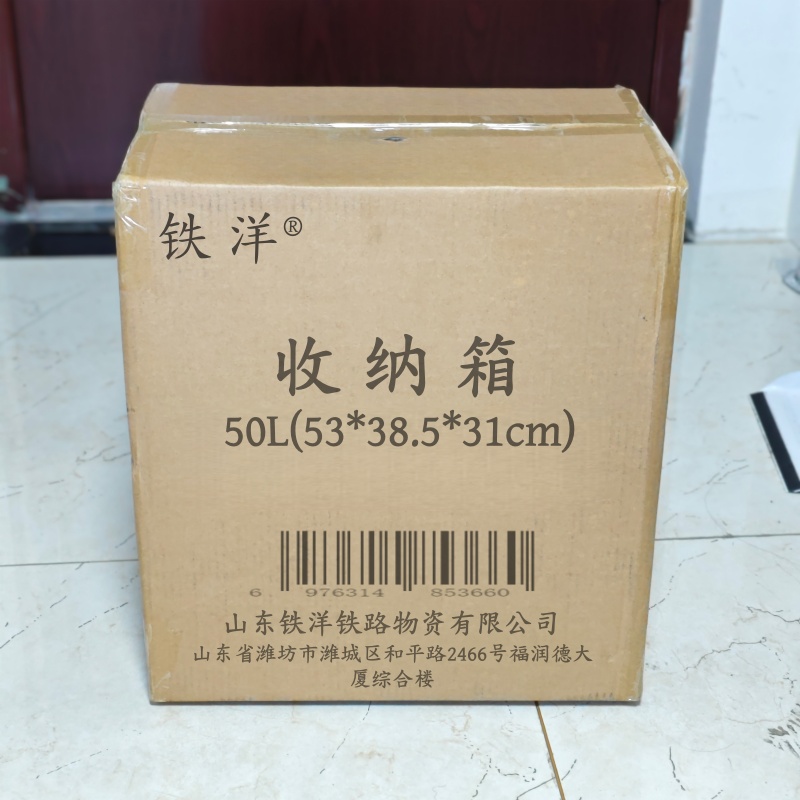 铁洋®
收纳箱
50L(53*38.5*31cm)
6 976314 853660
山东铁洋铁路物资有限公司
山东省潍坊市潍城区和平路2466号福润德大
厦综合楼